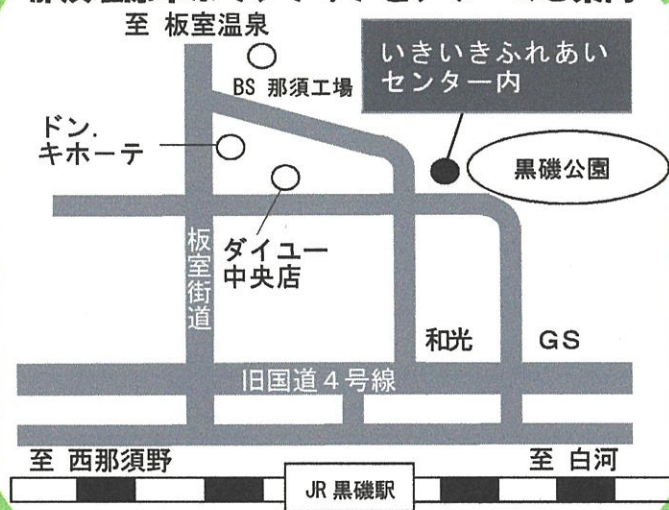 至 板室温泉
BS 那須工場
いきいきふれあい
センター内
ドン.
キホーテ
黒磯公園
板室街道
ダイユー
中央店
和光
GS
旧国道4号線
至 西那須野
至 白河
JR 黒磯駅